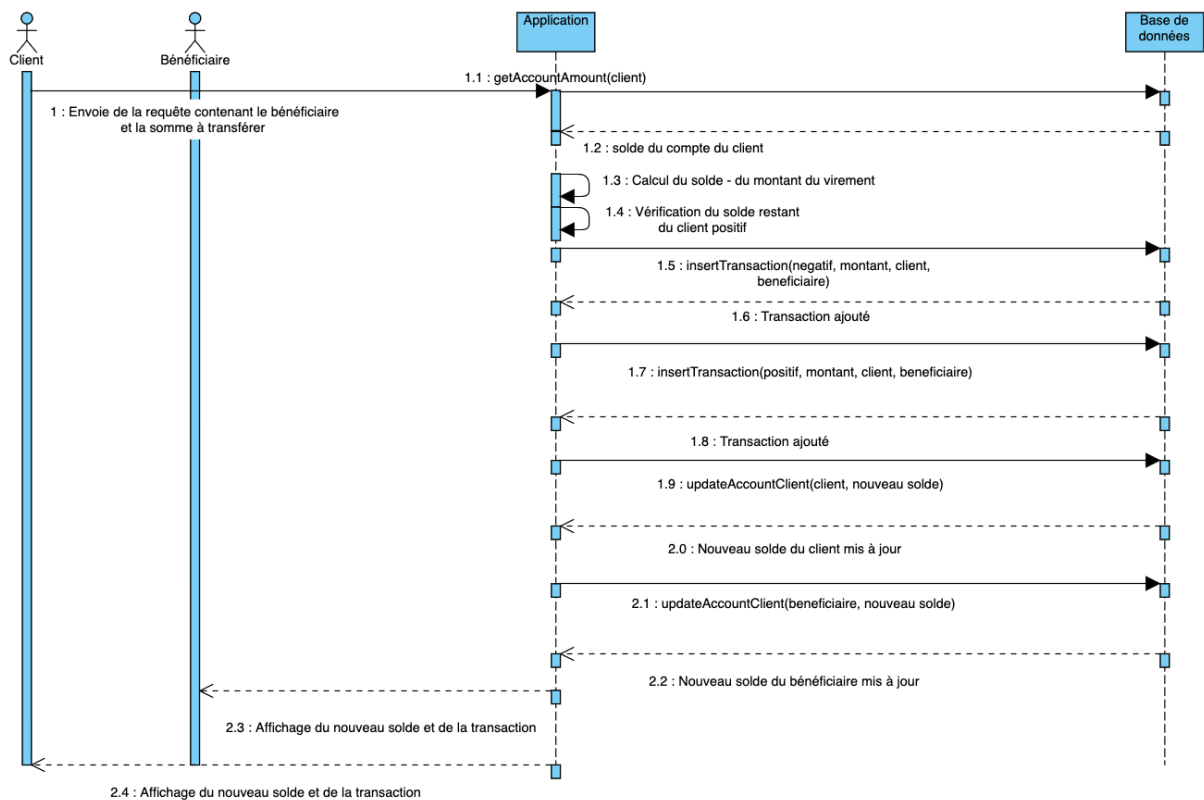 Client
Bénéficiaire
Application
Base de
données
1.1 : getAccountAmount(client)
1 : Envoie de la requête contenant le bénéficiaire
et la somme à transférer
1.2 : solde du compte du client
1.3 : Calcul du solde - du montant du virement
1.4 : Vérification du solde restant
du client positif
1.5 : insertTransaction(negatif, montant, client,
beneficiaire)
1.6 : Transaction ajouté
1.7 : insertTransaction(positif, montant, client, beneficiaire)
1.8 : Transaction ajouté
1.9 : updateAccountClient(client, nouveau solde)
2.0 : Nouveau solde du client mis à jour
2.1 : updateAccountClient(beneficiaire, nouveau solde)
2.2 : Nouveau solde du bénéficiaire mis à jour
2.3 : Affichage du nouveau solde et de la transaction
2.4 : Affichage du nouveau solde et de la transaction